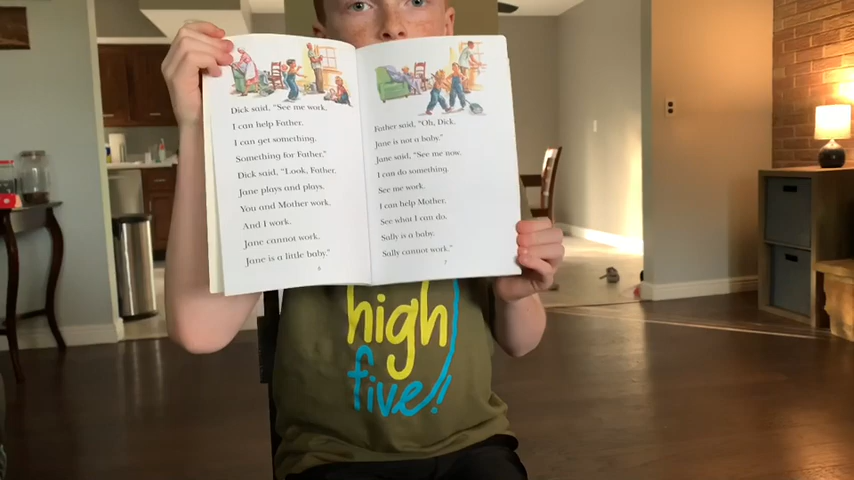 Dick said, "See me work.
I can help Father.
I can get something.
Something for Father."
Dick said, "Look, Father.
Jane plays and plays.
You and Mother work.
And I work.
Jane cannot work.
Jane is a little baby."
Father said, "Oh, Dick.
Jane is not a baby."
Jane said, "See me now.
I can do something.
See me work.
I can help Mother.
See what I can do.
Sally is a baby.
Sally cannot work."
7
high
five!!